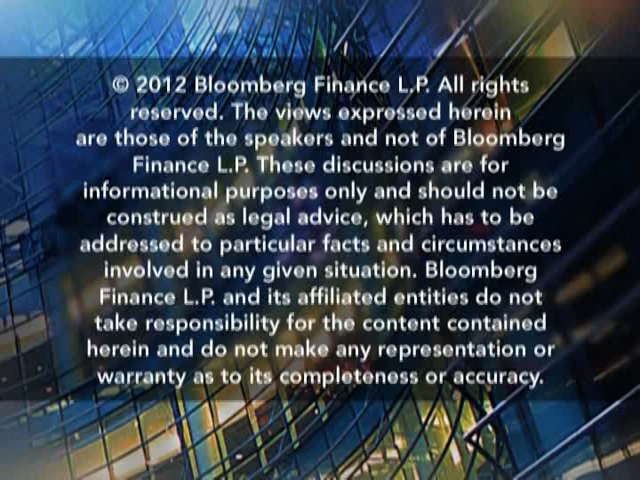 © 2012 Bloomberg Finance L.P. All rights
reserved. The views expressed herein
are those of the speakers and not of Bloomberg
Finance L.P. These discussions are for
informational purposes only and should not be
construed as legal advice, which has to be
addressed to particular facts and circumstances
involved in any given situation. Bloomberg
Finance L.P. and its affiliated entities do not
take responsibility for the content contained
herein and do not make any representation or
warranty as to its completeness or accuracy.